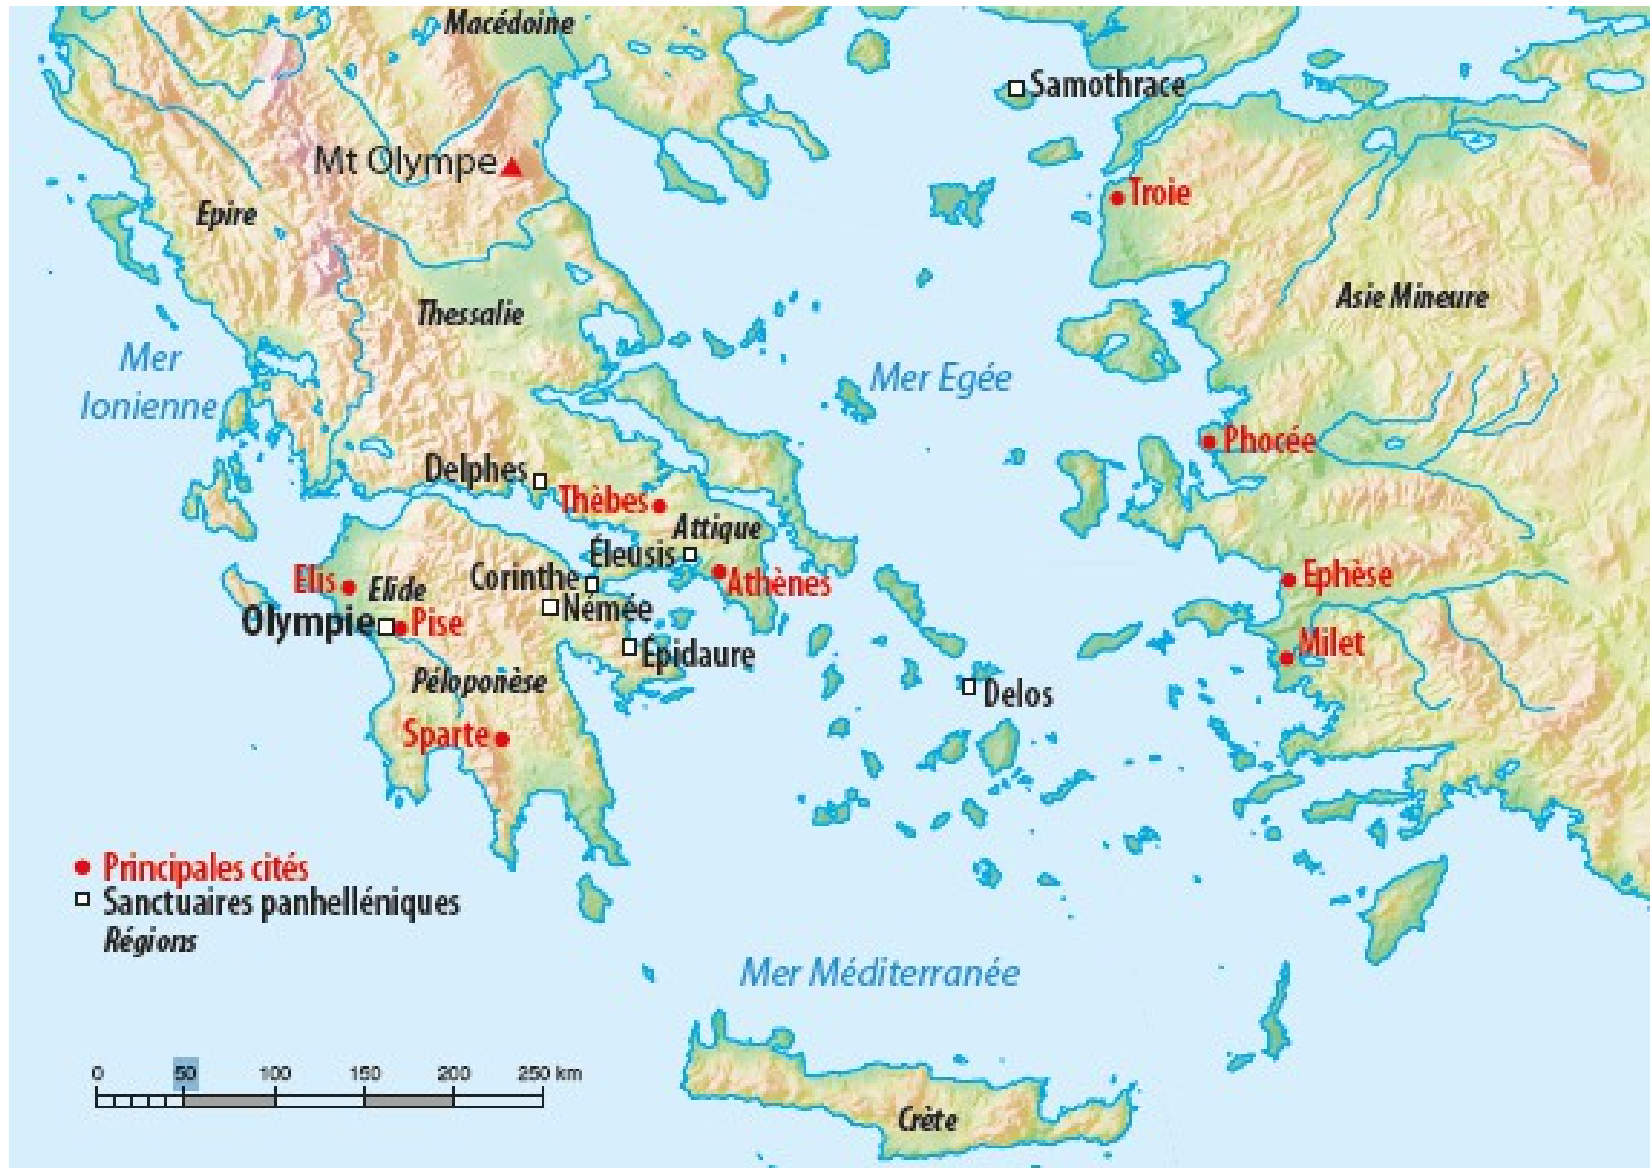 Macédoine
Samothrace
Mt Olympe
Troie
Epire
Asie Mineure
Thessalie
Mer
Ionienne
Mer Egée
Phocée
Delphes
Thèbes
Attique
Éleusis
Corinthe
Athènes
Ephèse
Elis
Elide
Némée
Olympie
Pise
Milet
Épidaure
Péloponèse
Delos
Sparte
Principales cités
Sanctuaires panhelléniques
Régions
Mer Méditerranée
0 50 100 150 200 250 km
Crète